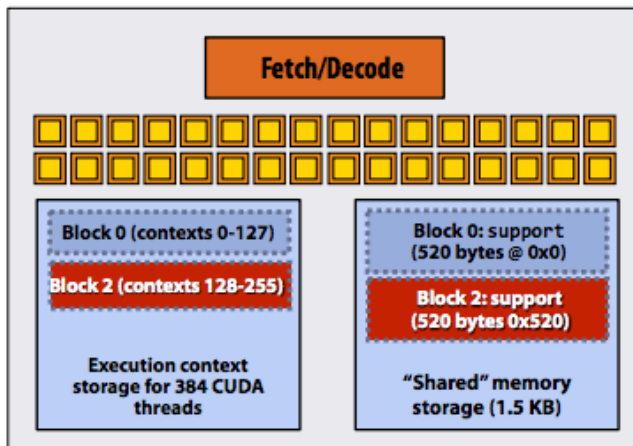 Fetch/Decode
Block 0 (contexts 0-127)
Block 2 (contexts 128-255)
Execution context
storage for 384 CUDA
threads
Block 0: support
(520 bytes @ 0x0)
Block 2: support
(520 bytes 0x520)
“Shared” memory
storage (1.5 KB)